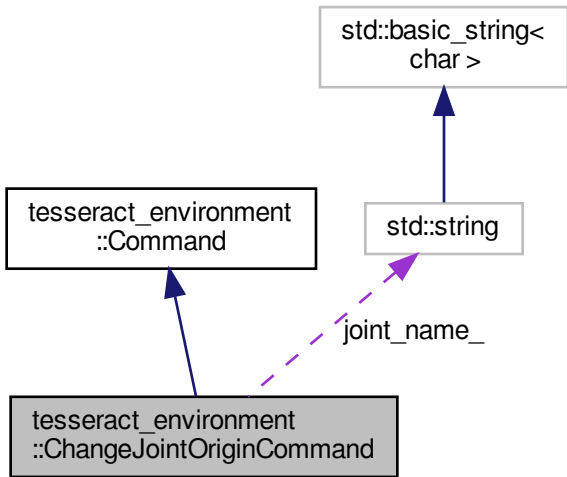 std::basic_string<
char >
tesseract_environment
::Command
std::string
joint_name_
tesseract_environment
::ChangeJointOriginCommand